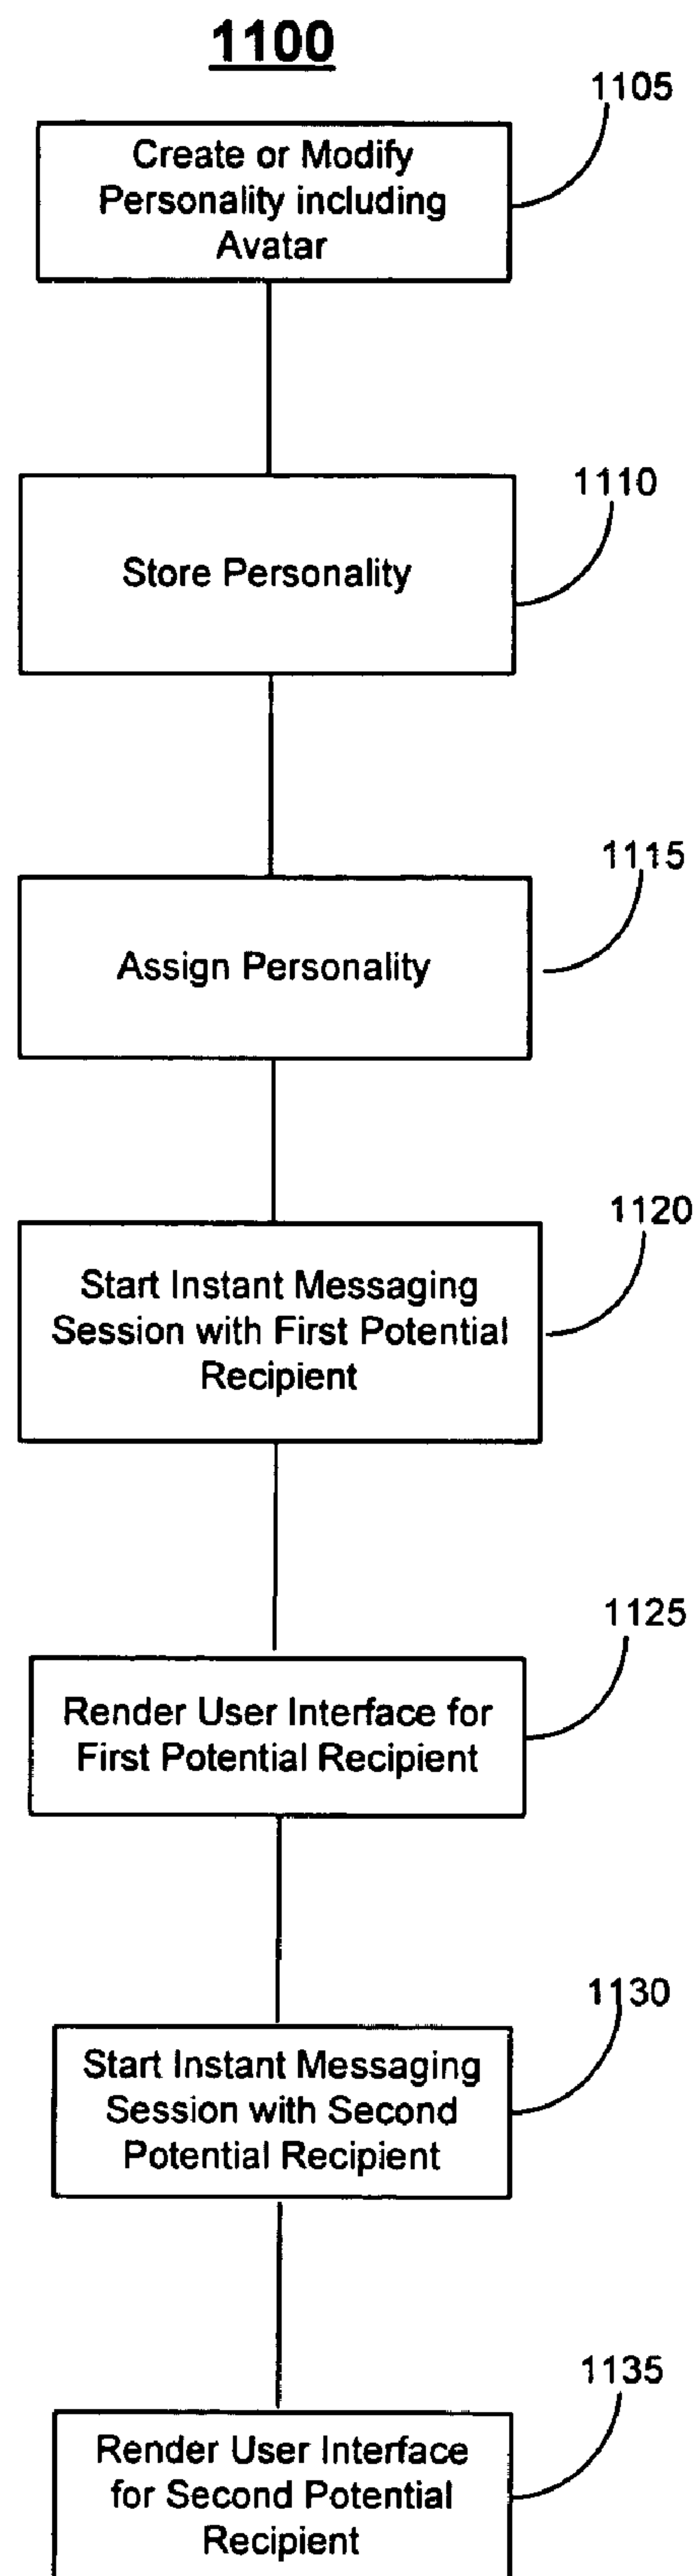 1100
1105
Create or Modify
Personality including
Avatar
1110
Store Personality
1115
Assign Personality
1120
Start Instant Messaging
Session with First Potential
Recipient
1125
Render User Interface for
First Potential Recipient
1130
Start Instant Messaging
Session with Second
Potential Recipient
1135
Render User Interface
for Second Potential
Recipient